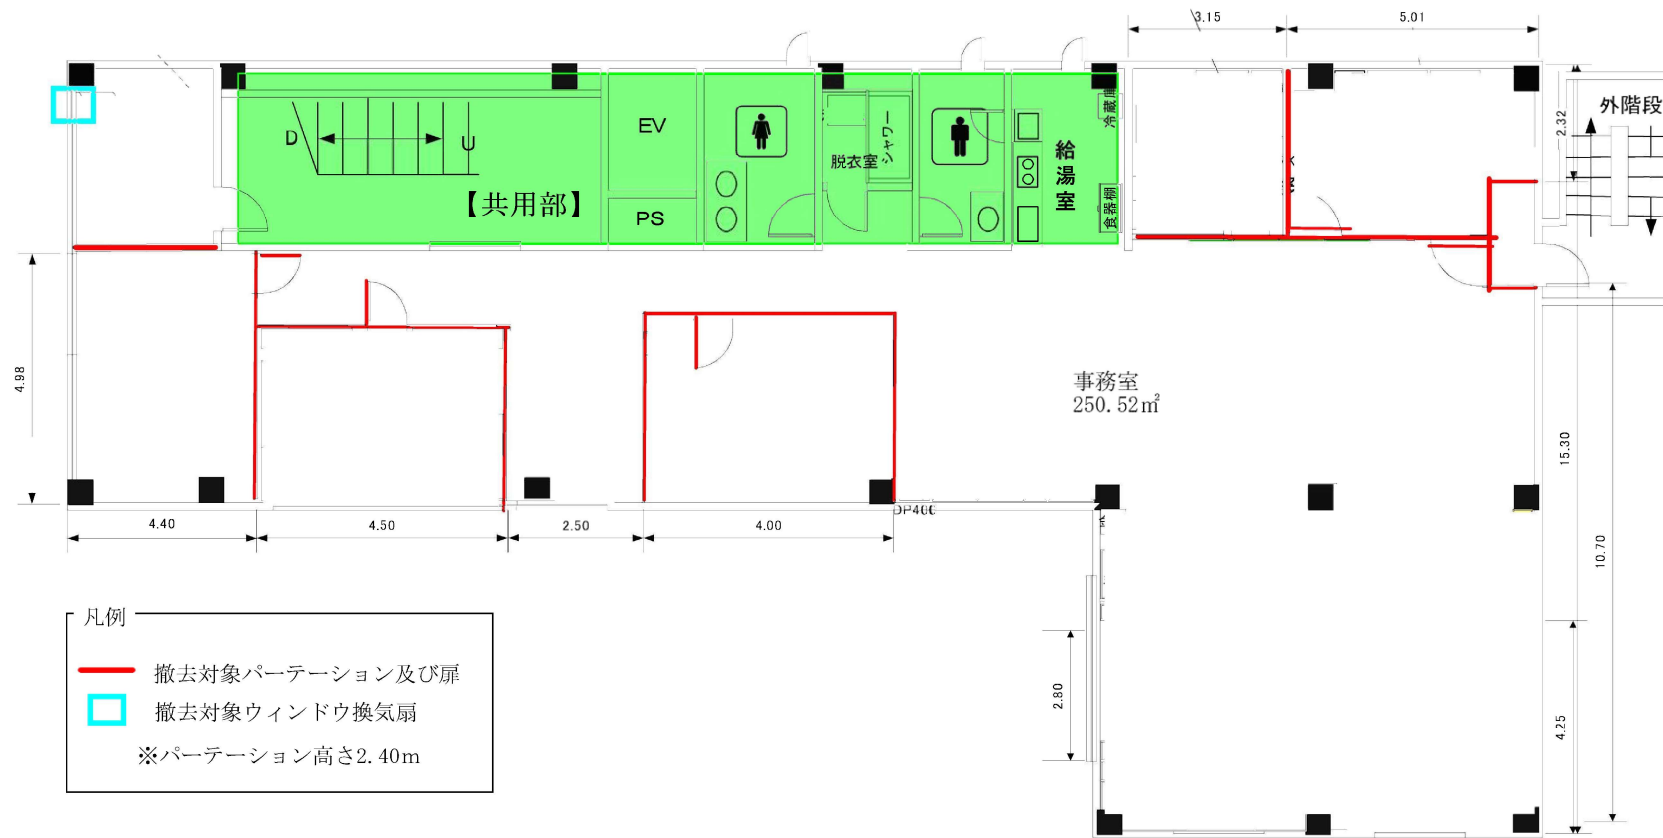 3.15
5.01
外階段
2.32
冷蔵庫
EV
D
U
脱衣室
シャワー
給湯室
【共用部】
PS
食器棚
4.98
事務室
250.52㎡
15.30
4.40
4.50
2.50
4.00
10.70
凡例
撤去対象パーテーション及び扉
撤去対象ウィンドウ換気扇
※パーテーション高さ2.40m
2.80
4.25